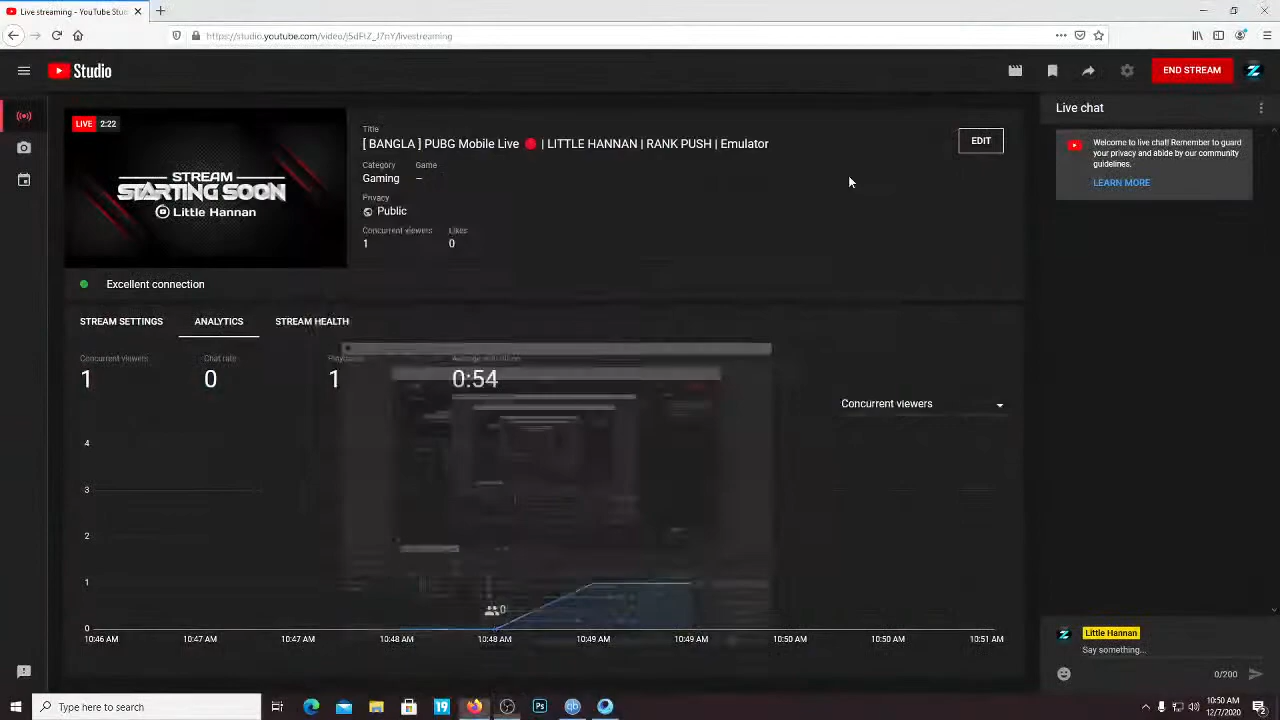 Live streaming - YouTube Stu
https://studio.youtube.com/video/
/livestreaming
Studio
END STREAM
LIVE 2:22
STREAM
STARTING SOON
Little Hannan
Title
[ BANGLA ] PUBG Mobile Live 🔴 | LITTLE HANNAN | RANK PUSH | Emulator
EDIT
Category
Game
Gaming
–
Privacy
Public
Concurrent viewers
Likes
1
0
Excellent connection
STREAM SETTINGS
ANALYTICS
STREAM HEALTH
Concurrent viewers
Chat rate
1
0
1
0:54
Concurrent viewers
4
3
2
1
0
0
10:46 AM
10:47 AM
10:47 AM
10:48 AM
10:48 AM
10:49 AM
10:49 AM
10:50 AM
10:50 AM
10:51 AM
Live chat
Welcome to live chat! Remember to guard
your privacy and abide by our community
guidelines.
LEARN MORE
Little Hannan
Say something...
0/200
Type here to search
19
Ps
10:50 AM
12/7/2020